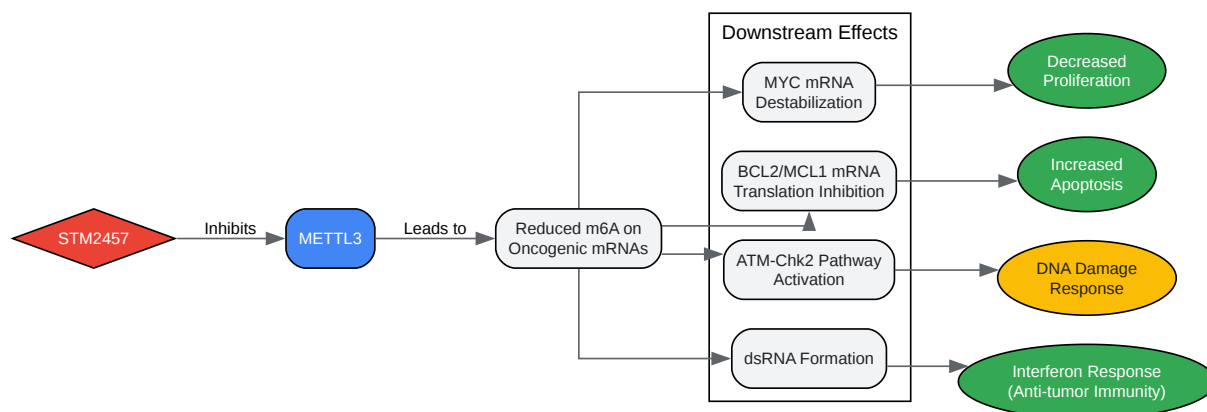 STM2457
Inhibits
METTL3
Leads to
Reduced m6A on
Oncogenic mRNAs
Downstream Effects
MYC mRNA
Destabilization
BCL2/MCL1 mRNA
Translation Inhibition
ATM-Chk2 Pathway
Activation
dsRNA Formation
Decreased
Proliferation
Increased
Apoptosis
DNA Damage
Response
Interferon Response
(Anti-tumor Immunity)